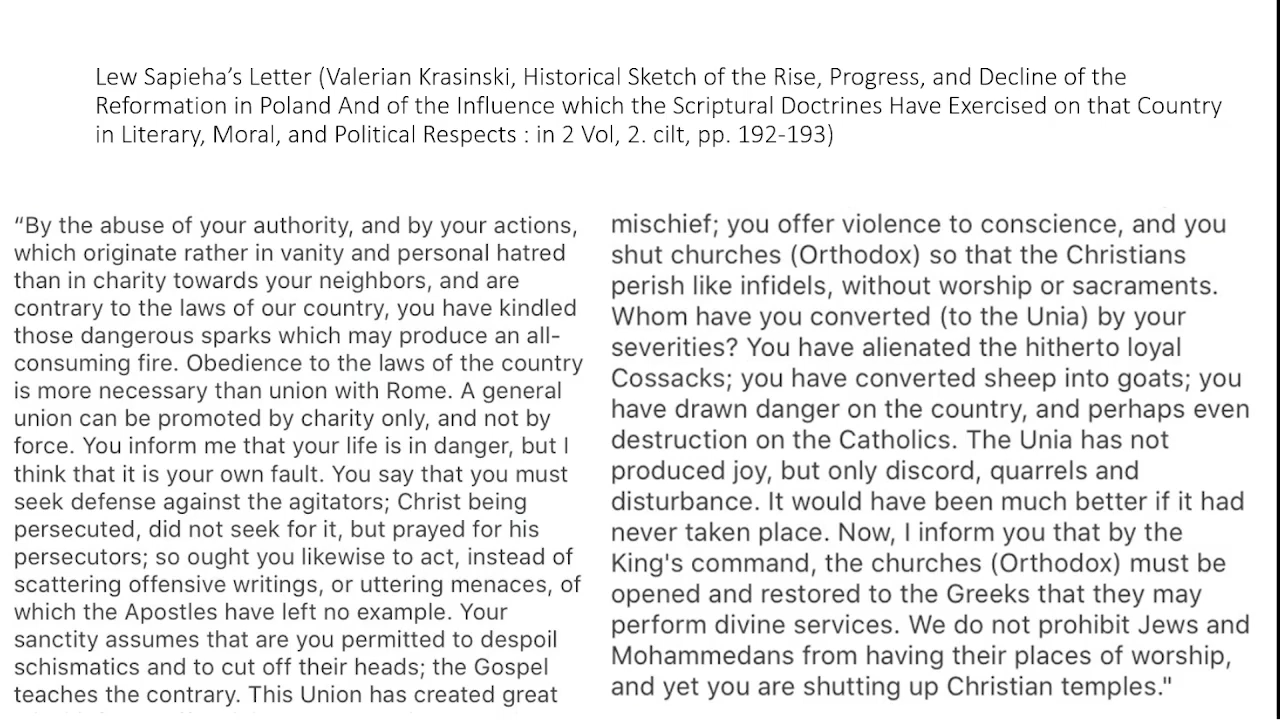 Lew Sapieha’s Letter (Valerian Krasinski, Historical Sketch of the Rise, Progress, and Decline of the
Reformation in Poland And of the Influence which the Scriptural Doctrines Have Exercised on that Country
in Literary, Moral, and Political Respects : in 2 Vol, 2. cilt, pp. 192-193)
“By the abuse of your authority, and by your actions,
which originate rather in vanity and personal hatred
than in charity towards your neighbors, and are
contrary to the laws of our country, you have kindled
those dangerous sparks which may produce an all-
consuming fire. Obedience to the laws of the country
is more necessary than union with Rome. A general
union can be promoted by charity only, and not by
force. You inform me that your life is in danger, but I
think that it is your own fault. You say that you must
seek defense against the agitators; Christ being
persecuted, did not seek for it, but prayed for his
persecutors; so ought you likewise to act, instead of
scattering offensive writings, or uttering menaces, of
which the Apostles have left no example. Your
sanctity assumes that are you permitted to despoil
schismatics and to cut off their heads; the Gospel
teaches the contrary. This Union has created great
mischief; you offer violence to conscience, and you
shut churches (Orthodox) so that the Christians
perish like infidels, without worship or sacraments.
Whom have you converted (to the Unia) by your
severities? You have alienated the hitherto loyal
Cossacks; you have converted sheep into goats; you
have drawn danger on the country, and perhaps even
destruction on the Catholics. The Unia has not
produced joy, but only discord, quarrels and
disturbance. It would have been much better if it had
never taken place. Now, I inform you that by the
King's command, the churches (Orthodox) must be
opened and restored to the Greeks that they may
perform divine services. We do not prohibit Jews and
Mohammedans from having their places of worship,
and yet you are shutting up Christian temples."